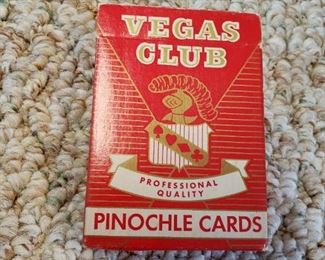 VEGAS
CLUB
PROFESSIONAL
QUALITY
PINOCHLE CARDS